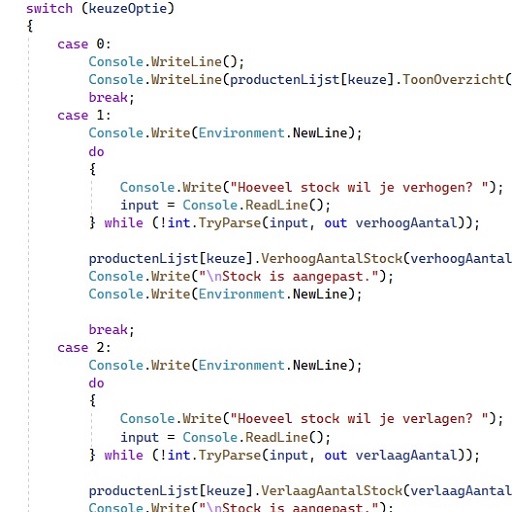 switch (keuzeOptie)
{
case 0:
Console.WriteLine();
Console.WriteLine(productenLijst[keuze].ToonOverzicht(
break;
case 1:
Console.Write(Environment.NewLine);
do
{
Console.Write("Hoeveel stock wil je verhogen? ");
input = Console.ReadLine();
} while (!int.TryParse(input, out verhoogAantal));
productenLijst[keuze].VerhoogAantalStock(verhoogAantal
Console.Write("\nStock is aangepast.");
Console.Write(Environment.NewLine);
break;
case 2:
Console.Write(Environment.NewLine);
do
{
Console.Write("Hoeveel stock wil je verlagen? ");
input = Console.ReadLine();
} while (!int.TryParse(input, out verlaagAantal));
productenLijst[keuze].VerlaagAantalStock(verlaagAantal
Console.Write("\nStock is aangepast.");